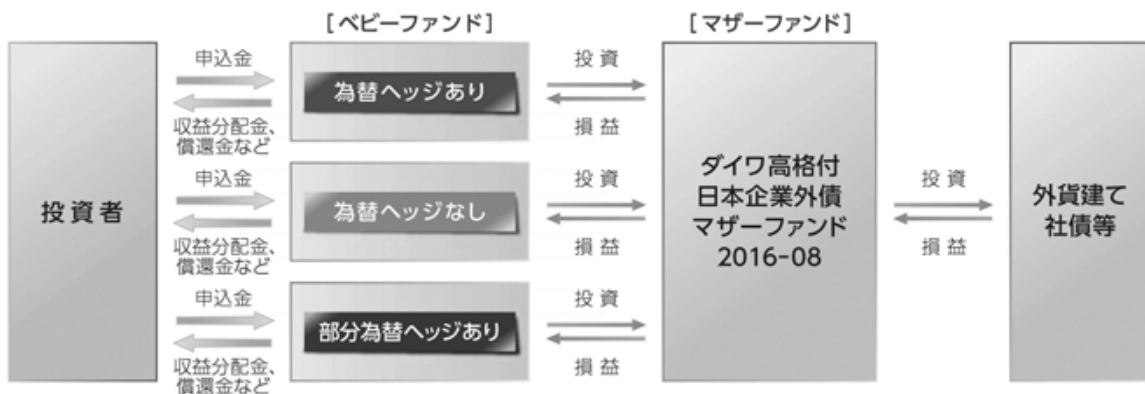 [ベビーファンド]
[マザーファンド]
投資者
申込金
収益分配金、
償還金など
為替ヘッジあり
投資
損益
申込金
収益分配金、
償還金など
為替ヘッジなし
投資
損益
申込金
収益分配金、
償還金など
部分為替ヘッジあり
投資
損益
ダイワ高格付
日本企業外債
マザーファンド
2016-08
投資
損益
外貨建て
社債等